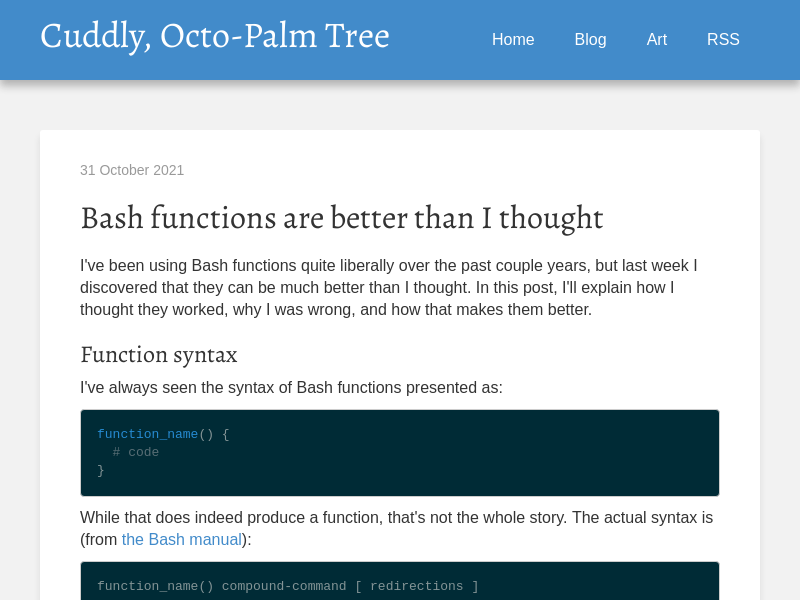 Cuddly, Octo-Palm Tree
Home Blog Art RSS
31 October 2021
Bash functions are better than I thought
I've been using Bash functions quite liberally over the past couple years, but last week I
discovered that they can be much better than I thought. In this post, I'll explain how I
thought they worked, why I was wrong, and how that makes them better.
Function syntax
I've always seen the syntax of Bash functions presented as:
function_name() {
  # code
}
While that does indeed produce a function, that's not the whole story. The actual syntax is
(from the Bash manual):
function_name() compound-command [ redirections ]